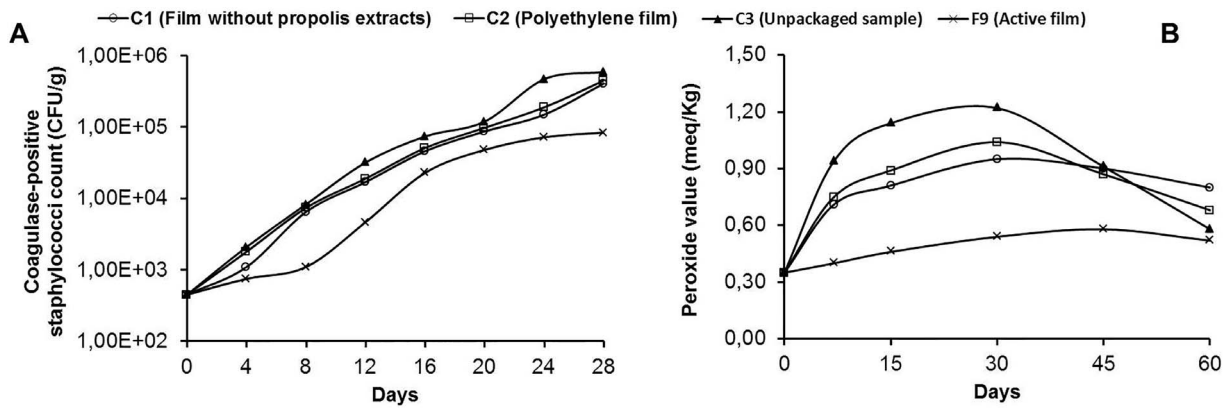 C1 (Film without propolis extracts) C2 (Polyethylene film) C3 (Unpackaged sample) F9 (Active film)
A
Coagulase-positive
staphylococci count (CFU/g)
1,00E+06
1,00E+05
1,00E+04
1,00E+03
1,00E+02
0 4 8 12 16 20 24 28
Days
B
Peroxide value (meq/Kg)
1,50
1,20
0,90
0,60
0,30
0,00
0 15 30 45 60
Days